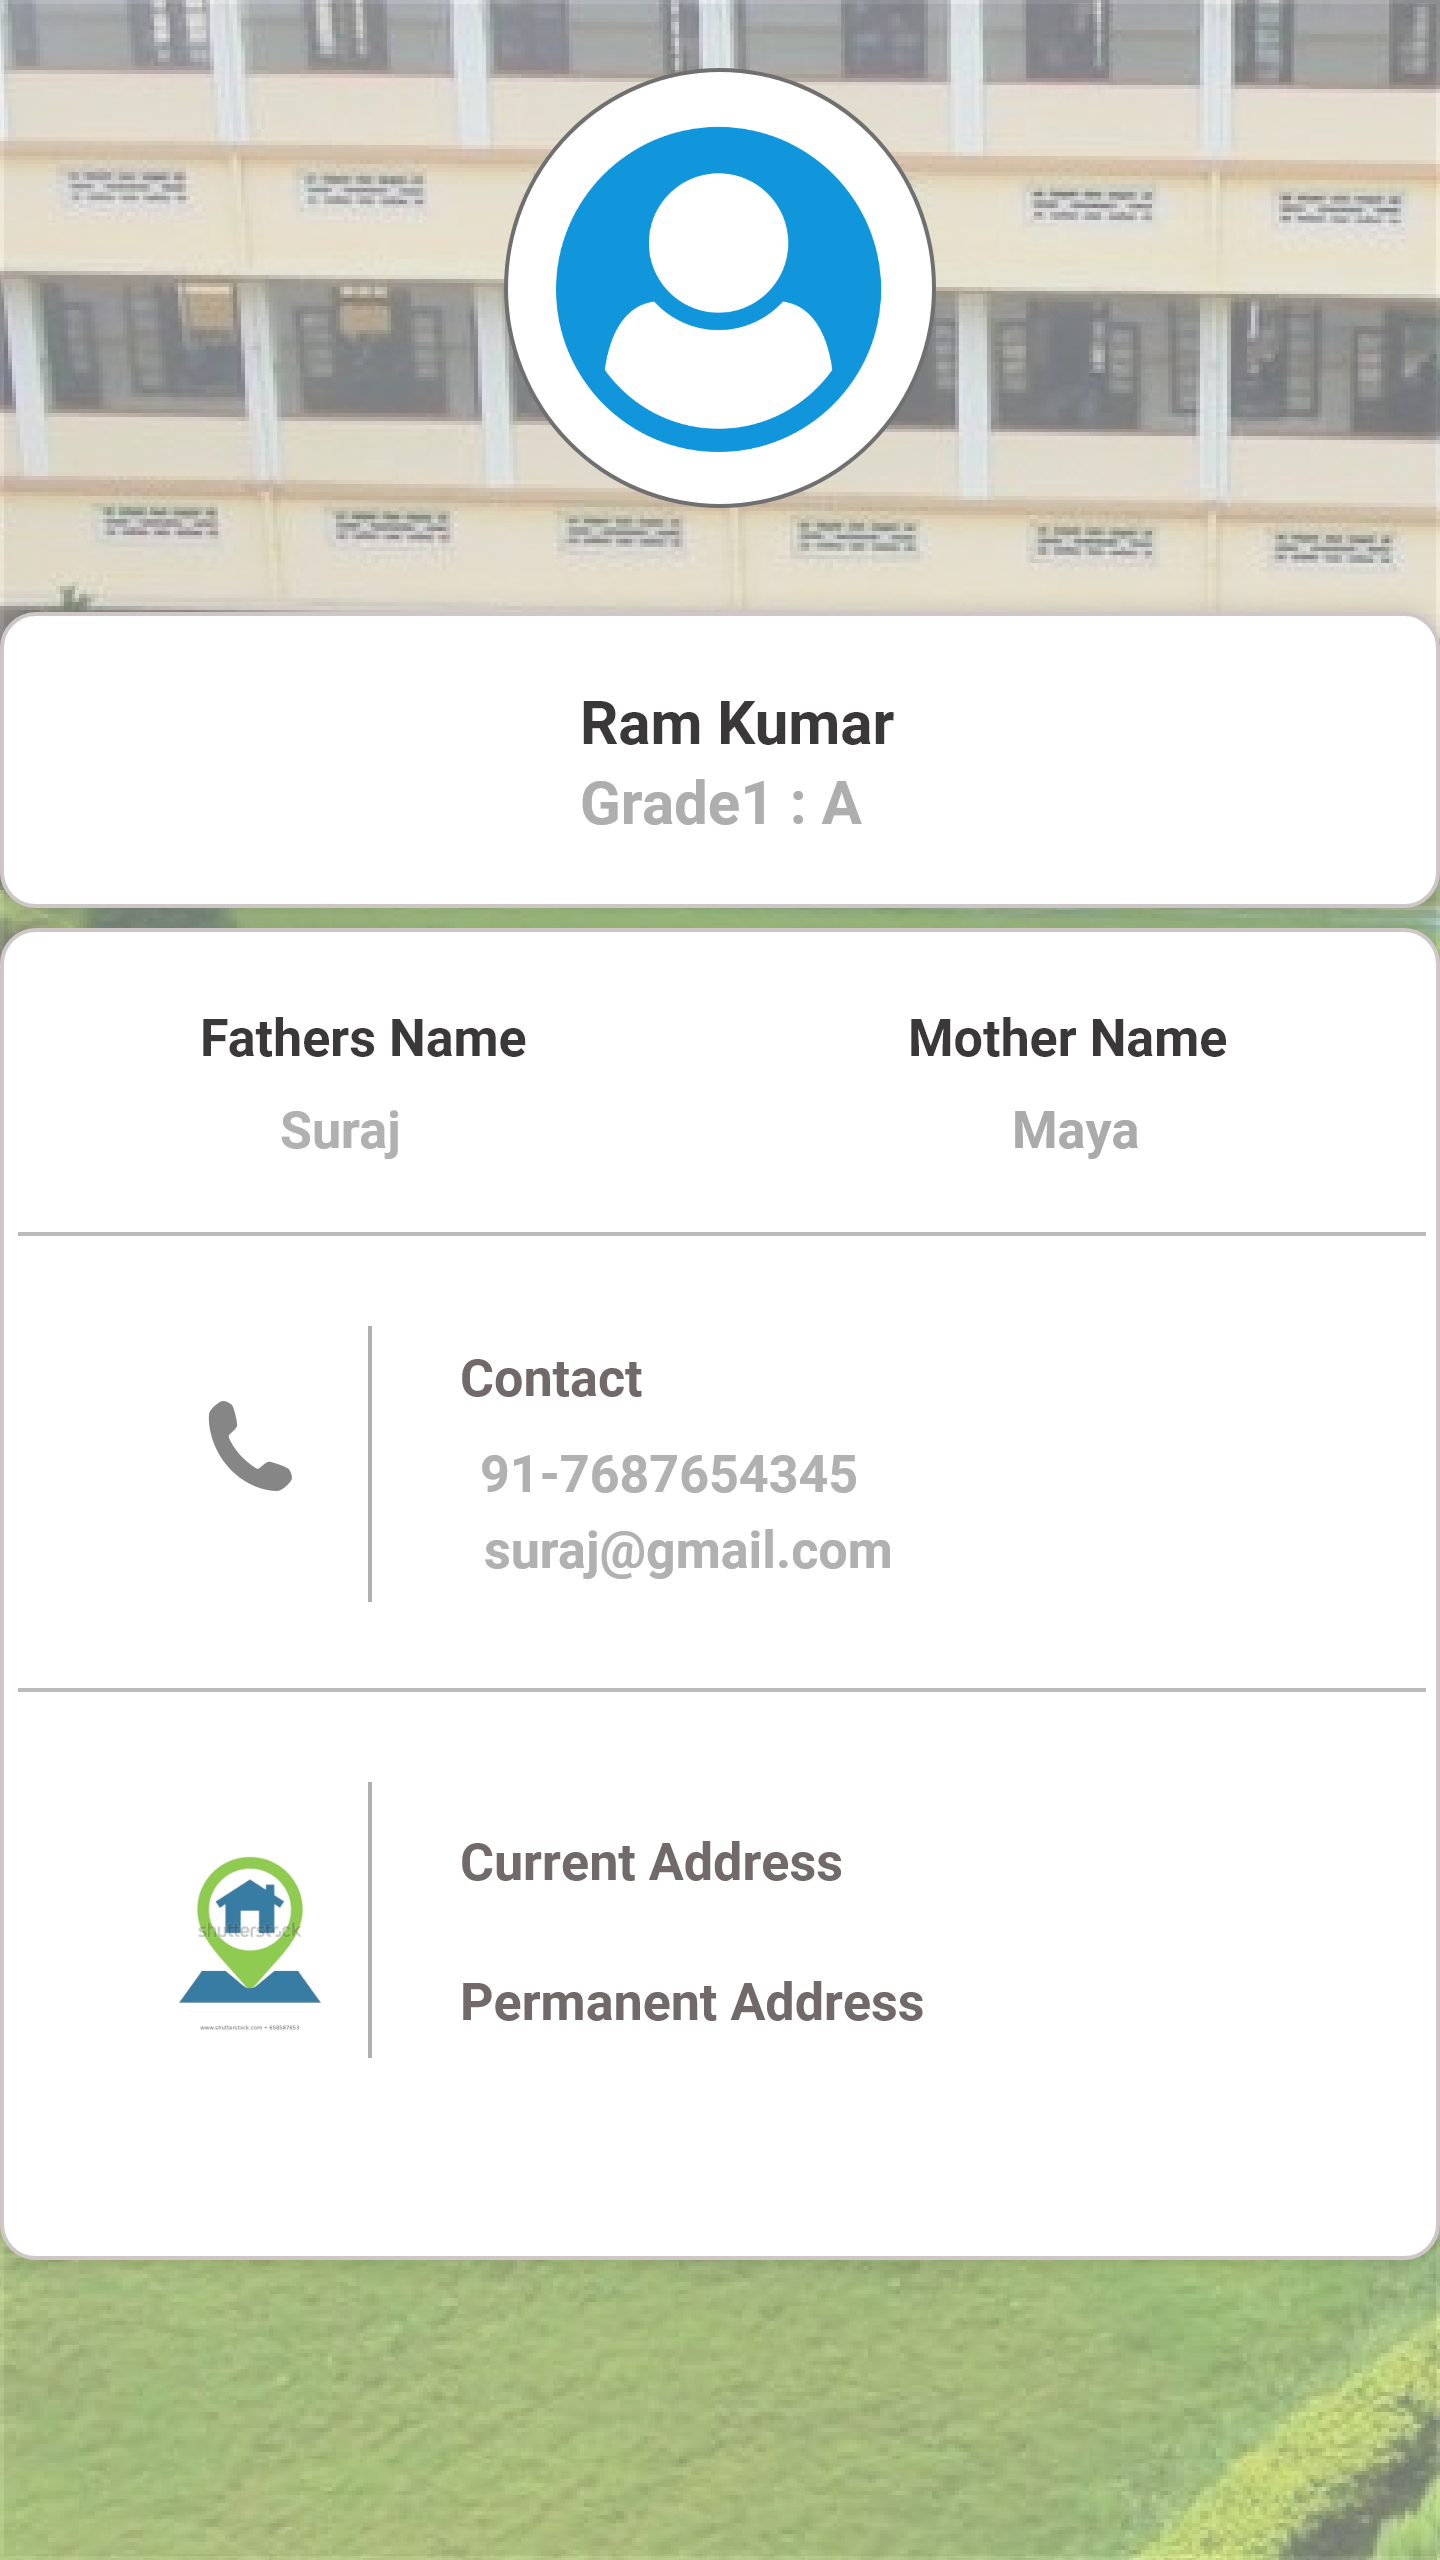 Ram Kumar
Grade1 : A
Fathers Name
Mother Name
Suraj
Maya
Contact
91-7687654345
suraj@gmail.com
shutterstock
www.shutterstock.com • 658587853
Current Address
Permanent Address